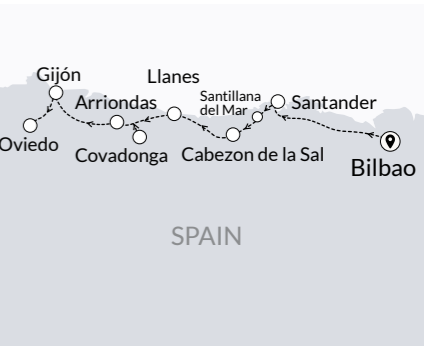 Gijón
Llanes
Arriondas
Santillana
del Mar
Santander
Oviedo
Covadonga
Cabezon de la Sal
Bilbao
SPAIN